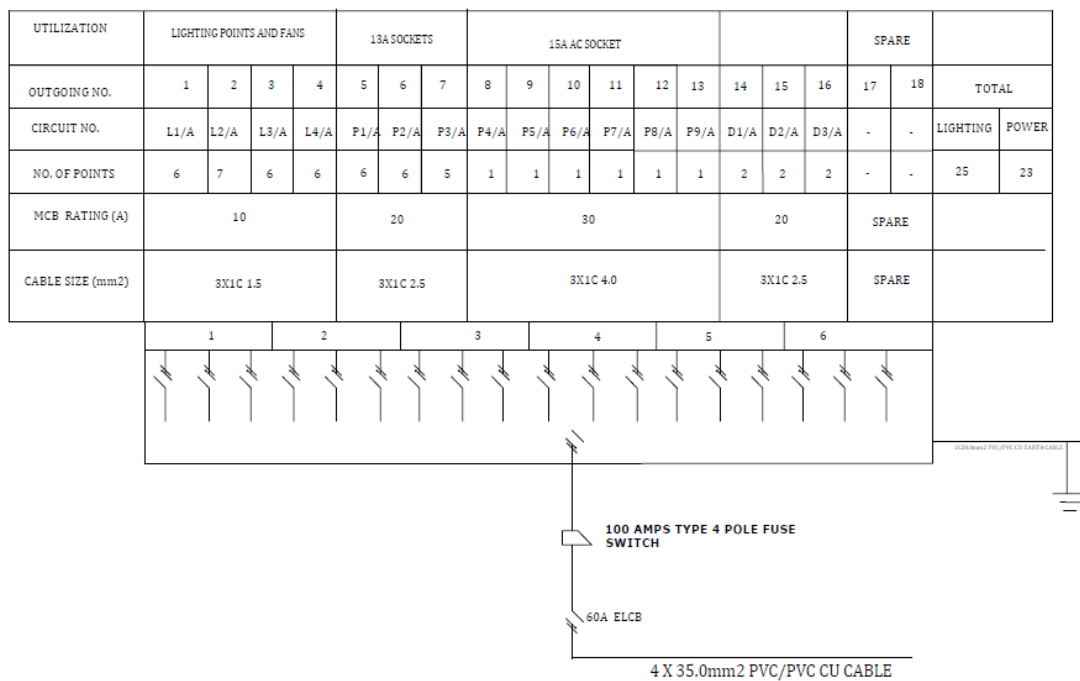 UTILIZATION LIGHTING POINTS AND FANS 13A SOCKETS 15A AC SOCKET SPARE
OUTGOING NO. 1 2 3 4 5 6 7 8 9 10 11 12 13 14 15 16 17 18 TOTAL
CIRCUIT NO. L1/A L2/A L3/A L4/A P1/A P2/A P3/A P4/A P5/A P6/A P7/A P8/A P9/A D1/A D2/A D3/A - - LIGHTING POWER
NO. OF POINTS 6 7 6 6 6 6 5 1 1 1 1 1 1 2 2 2 - - 25 23
MCB RATING (A) 10 20 30 20 SPARE
CABLE SIZE (mm2) 3X1C 1.5 3X1C 2.5 3X1C 4.0 3X1C 2.5 SPARE
1 2 3 4 5 6
PVC/PVC CU EARTH CABLE
100 AMPS TYPE 4 POLE FUSE
SWITCH
60A ELCB
4 X 35.0mm2 PVC/PVC CU CABLE